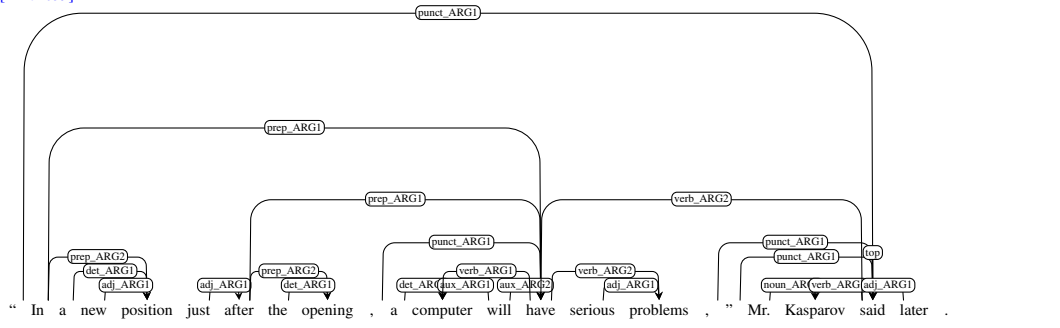 punct_ARG1
prep_ARG1
prep_ARG1 verb_ARG2
punct_ARG1 punct_ARG1
prep_ARG2 punct_ARG1 top
det_ARG1 prep_ARG2 verb_ARG1 verb_ARG2
adj_ARG1 adj_ARG1 det_ARG1 aux_ARG1 aux_ARG2 adj_ARG1 adj_ARG1
“ In a new position just after the opening , a computer will have serious problems , ” Mr. Kasparov said later .